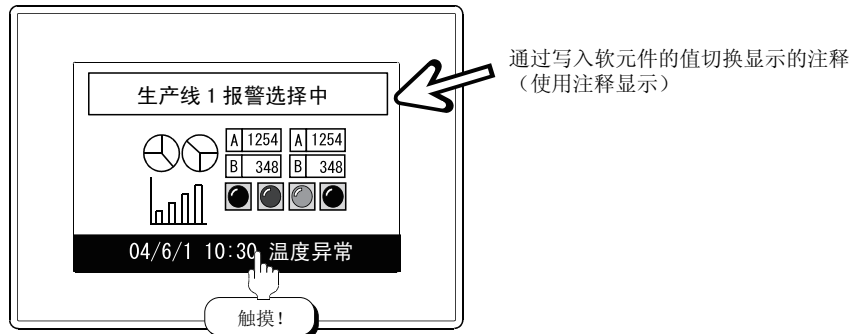 通过写入软元件的值切换显示的注释
（使用注释显示）
生产线 1 报警选择中
A 1254 A 1254
B 348 B 348
04/6/1 10:30 温度异常
触摸!